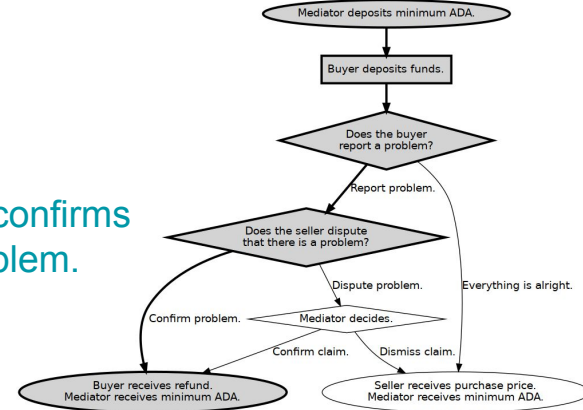 Mediator deposits minimum ADA.
Buyer deposits funds.
Does the buyer
report a problem?
Report problem.
confirms
Does the seller dispute
that there is a problem?
blem.
Dispute problem.
Everything is alright.
Confirm problem.
Mediator decides.
Confirm claim.
Dismiss claim.
Buyer receives refund.
Mediator receives minimum ADA.
Seller receives purchase price.
Mediator receives minimum ADA.